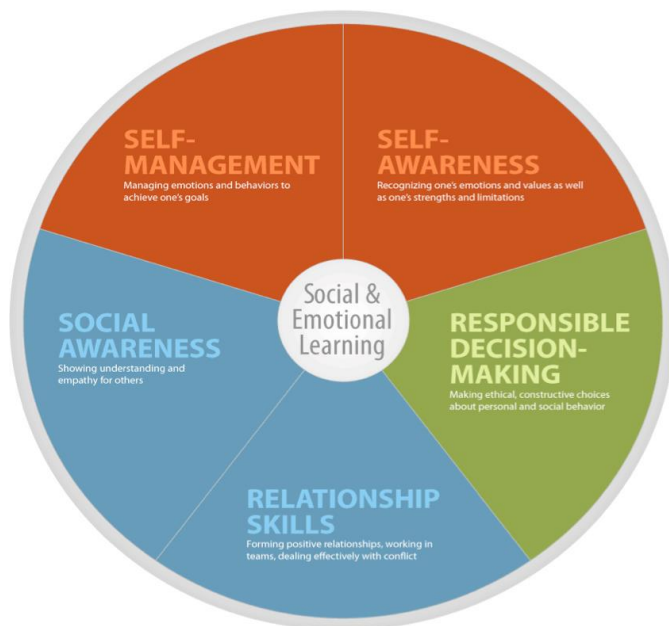 SELF-
MANAGEMENT
Managing emotions and behaviors to
achieve one's goals
SELF-
AWARENESS
Recognizing one's emotions and values as well
as one's strengths and limitations
Social &
Emotional
Learning
SOCIAL
AWARENESS
Showing understanding and
empathy for others
RESPONSIBLE
DECISION-
MAKING
Making ethical, constructive choices
about personal and social behavior
RELATIONSHIP
SKILLS
Forming positive relationships, working in
teams, dealing effectively with conflict